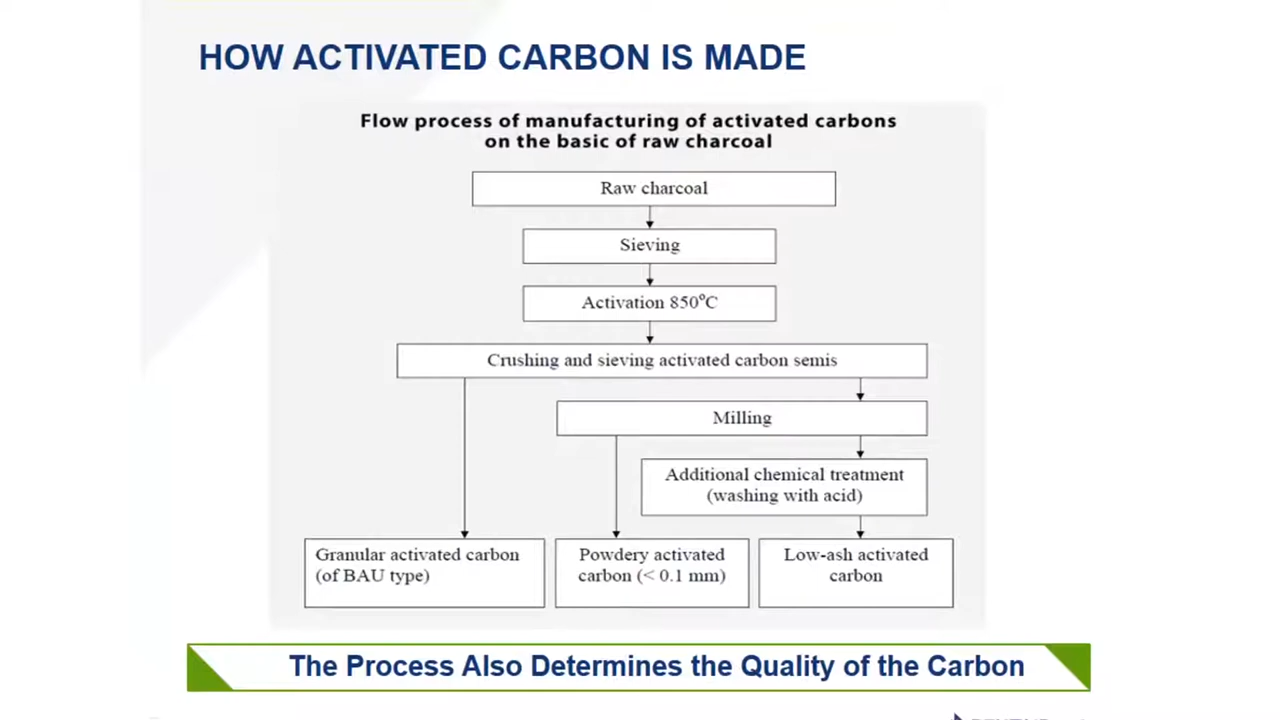 HOW ACTIVATED CARBON IS MADE
Flow process of manufacturing of activated carbons
on the basic of raw charcoal
Raw charcoal
Sieving
Activation 850°C
Crushing and sieving activated carbon semis
Milling
Additional chemical treatment
(washing with acid)
Granular activated carbon
(of BAU type)
Powdery activated
carbon (< 0.1 mm)
Low-ash activated
carbon
The Process Also Determines the Quality of the Carbon